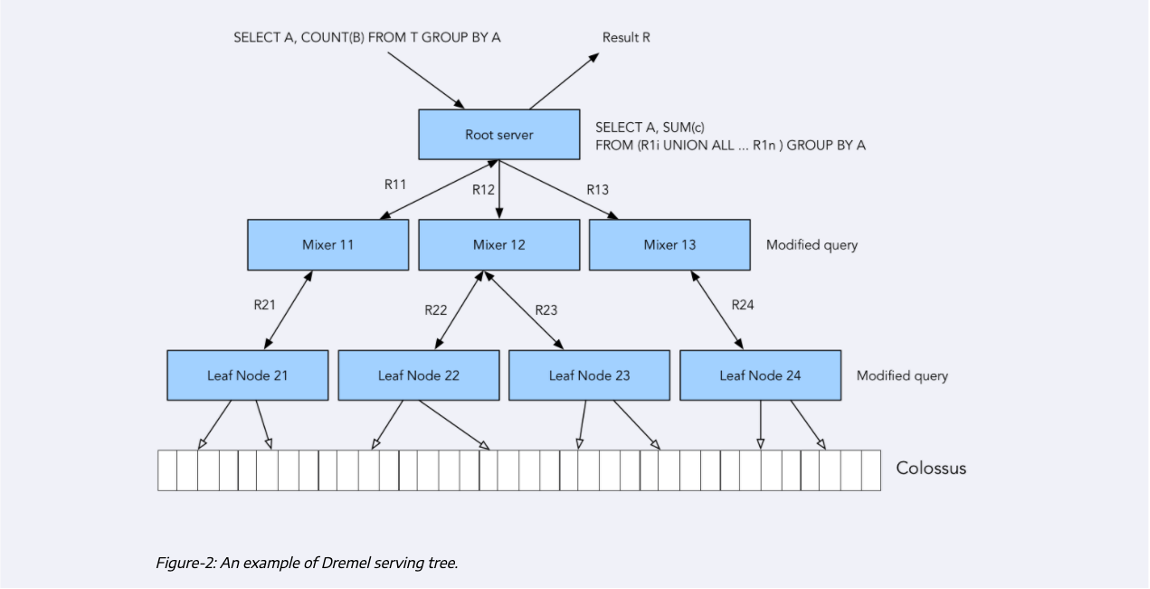 SELECT A, COUNT(B) FROM T GROUP BY A
Result R
Root server
SELECT A, SUM(c)
FROM (R1i UNION ALL ... R1n ) GROUP BY A
R11
R12
R13
Mixer 11
Mixer 12
Mixer 13
Modified query
R21
R22
R23
R24
Leaf Node 21
Leaf Node 22
Leaf Node 23
Leaf Node 24
Modified query
Colossus
Figure-2: An example of Dremel serving tree.